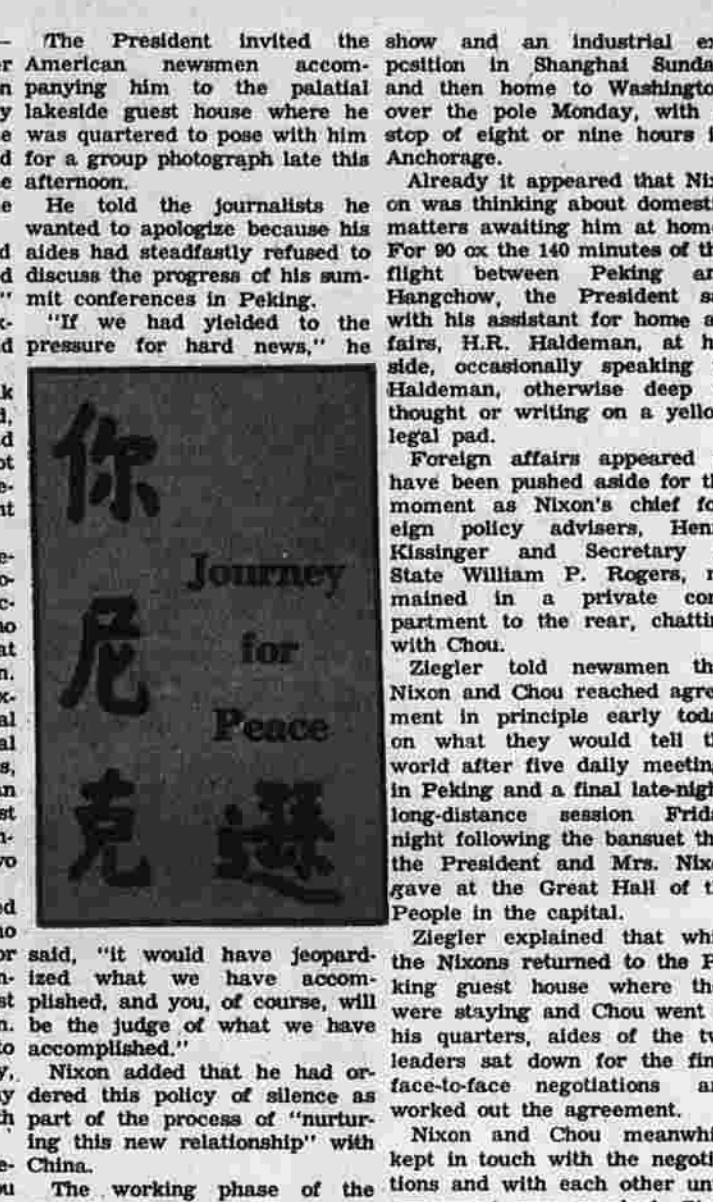 The President invited the
American newsmen accom-
panying him to the palatial
lakeside guest house where he
was quartered to pose with him
for a group photograph late this
afternoon.
He told the journalists he
wanted to apologize because his
aides had steadfastly refused to
discuss the progress of his sum-
mit conferences in Peking.
"If we had yielded to the
pressure for hard news," he
你
尼
克
Journey
for
Peace
遜
said, "it would have jeopard-
ized what we have accom-
plished, and you, of course, will
be the judge of what we have
accomplished."
Nixon added that he had or-
dered this policy of silence as
part of the process of "nurtur-
ing this new relationship" with
China.
The working phase of the
show and an industrial ex
position in Shanghai Sunda
and then home to Washingto
over the pole Monday, with
stop of eight or nine hours i
Anchorage.
Already it appeared that Nix
on was thinking about domesti
matters awaiting him at hom
For 90 ox the 140 minutes of th
flight between Peking an
Hangchow, the President sa
with his assistant for home a
fairs, H.R. Haldeman, at h
side, occasionally speaking
Haldeman, otherwise deep
thought or writing on a yello
legal pad.
Foreign affairs appeared
have been pushed aside for th
moment as Nixon's chief fo
eign policy advisers, Henr
Kissinger and Secretary
State William P. Rogers, r
mained in a private com
partment to the rear, chattin
with Chou.
Ziegler told newsmen tha
Nixon and Chou reached agre
ment in principle early toda
on what they would tell th
world after five daily meeting
in Peking and a final late-nigh
long-distance session Frida
night following the bansuet tha
the President and Mrs. Nixo
gave at the Great Hall of th
People in the capital.
Ziegler explained that whi
the Nixons returned to the P
king guest house where the
were staying and Chou went
his quarters, aides of the tw
leaders sat down for the fin
face-to-face negotiations an
worked out the agreement.
Nixon and Chou meanwhi
kept in touch with the negoti
tions and with each other un